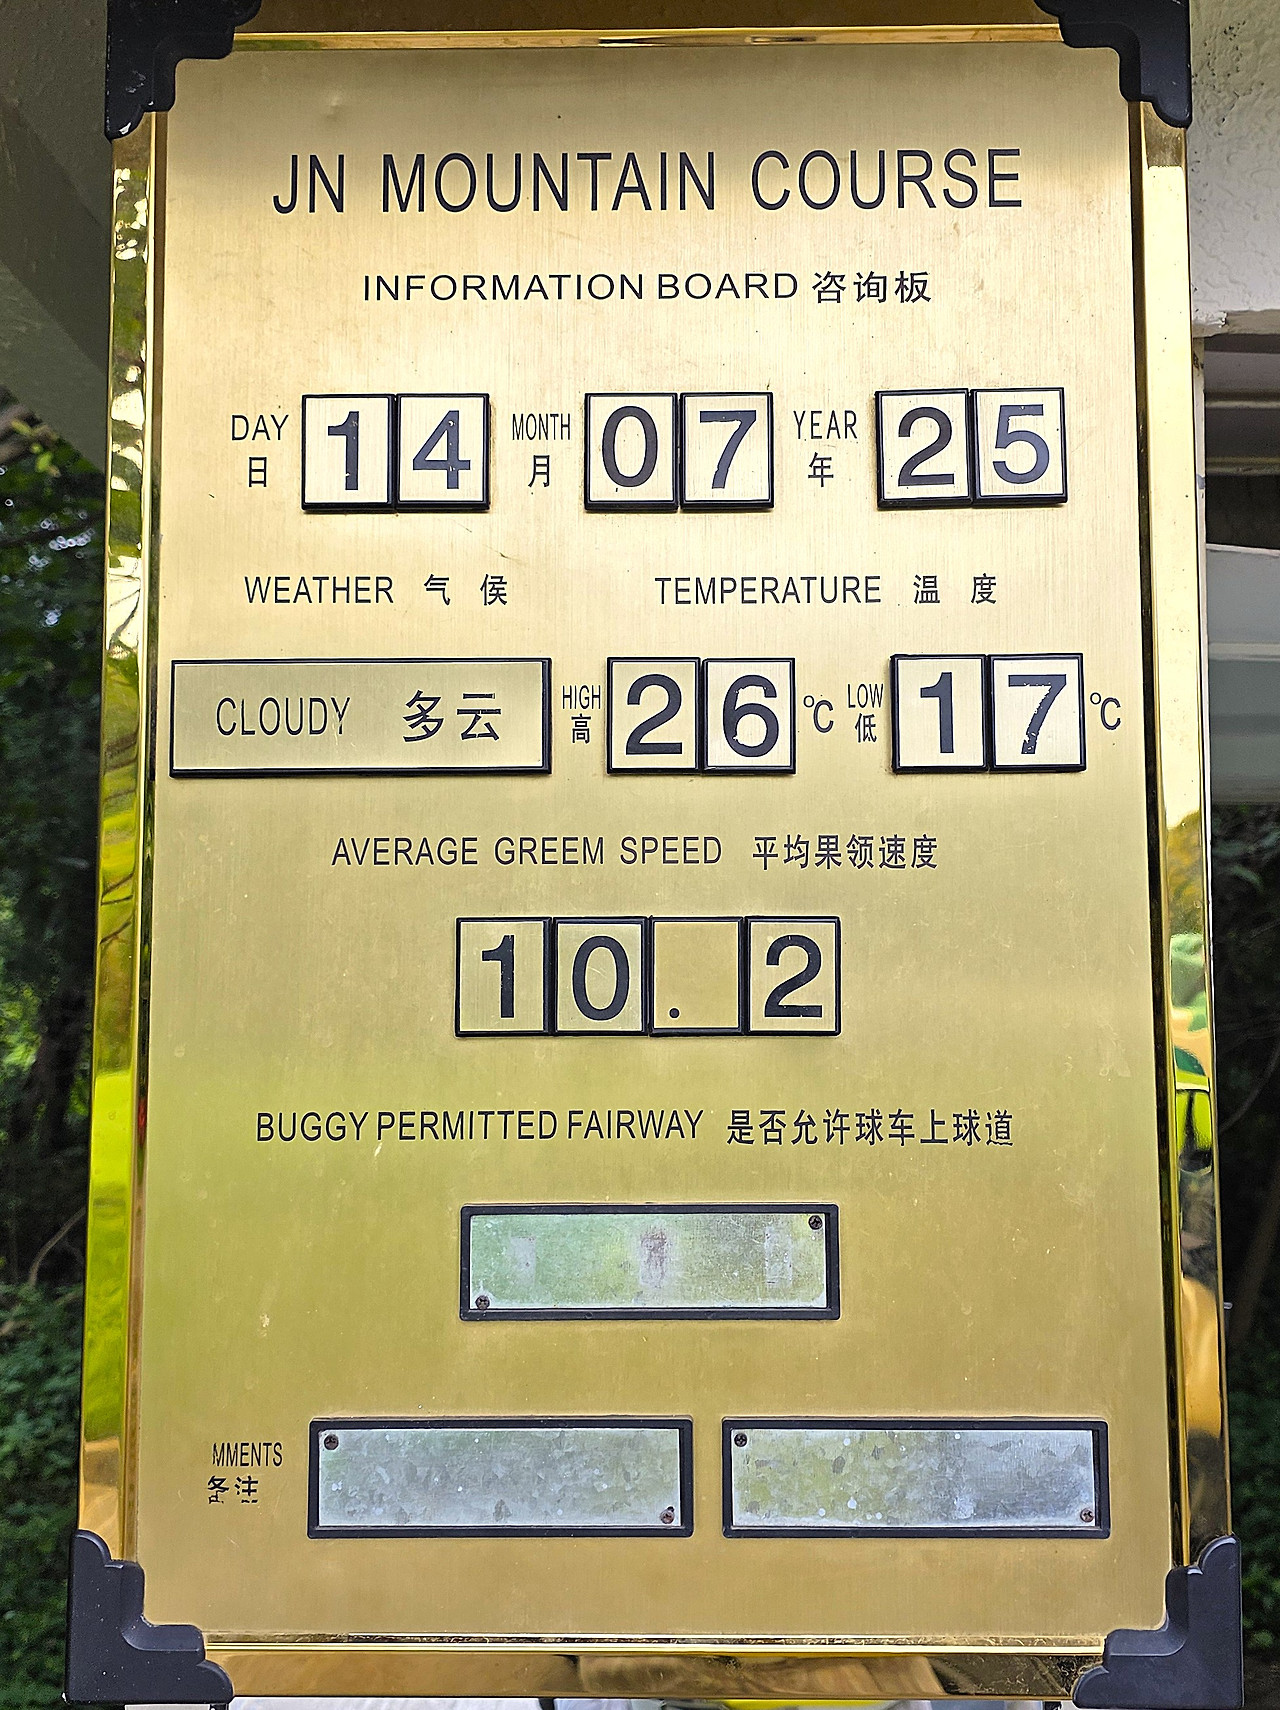 JN MOUNTAIN COURSE
INFORMATION BOARD 咨询板
DAY 日 14 MONTH 月 07 YEAR 年 25
WEATHER 气候 TEMPERATURE 温度
CLOUDY 多云 HIGH 高 26 °C LOW 低 17 °C
AVERAGE GREEM SPEED 平均果领速度
10.2
BUGGY PERMITTED FAIRWAY 是否允许球车上球道
MMENTS
备注